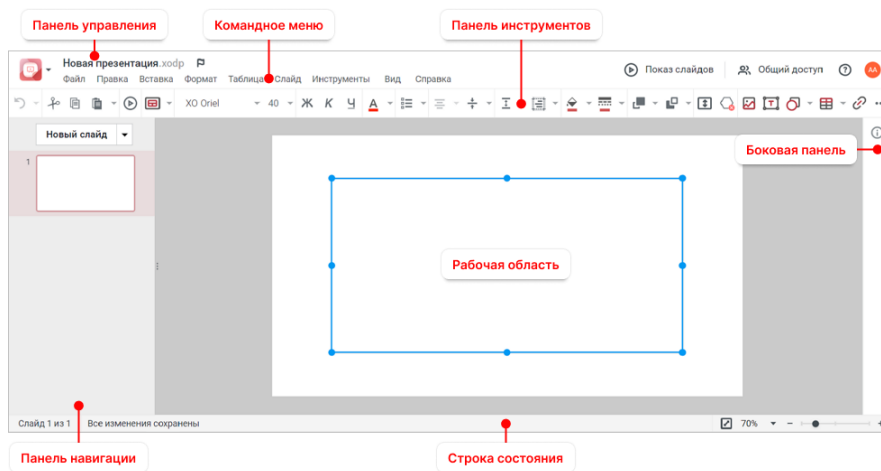 Панель управления
Командное меню
Панель инструментов
Новая презентация.xodp
Показ слайдов
Общий доступ
АА
Файл Правка Вставка Формат Таблица Слайд Инструменты Вид Справка
XO Oriel 40 Ж К Ч А
Новый слайд
Боковая панель
1
Рабочая область
Слайд 1 из 1 Все изменения сохранены
70%
Панель навигации
Строка состояния